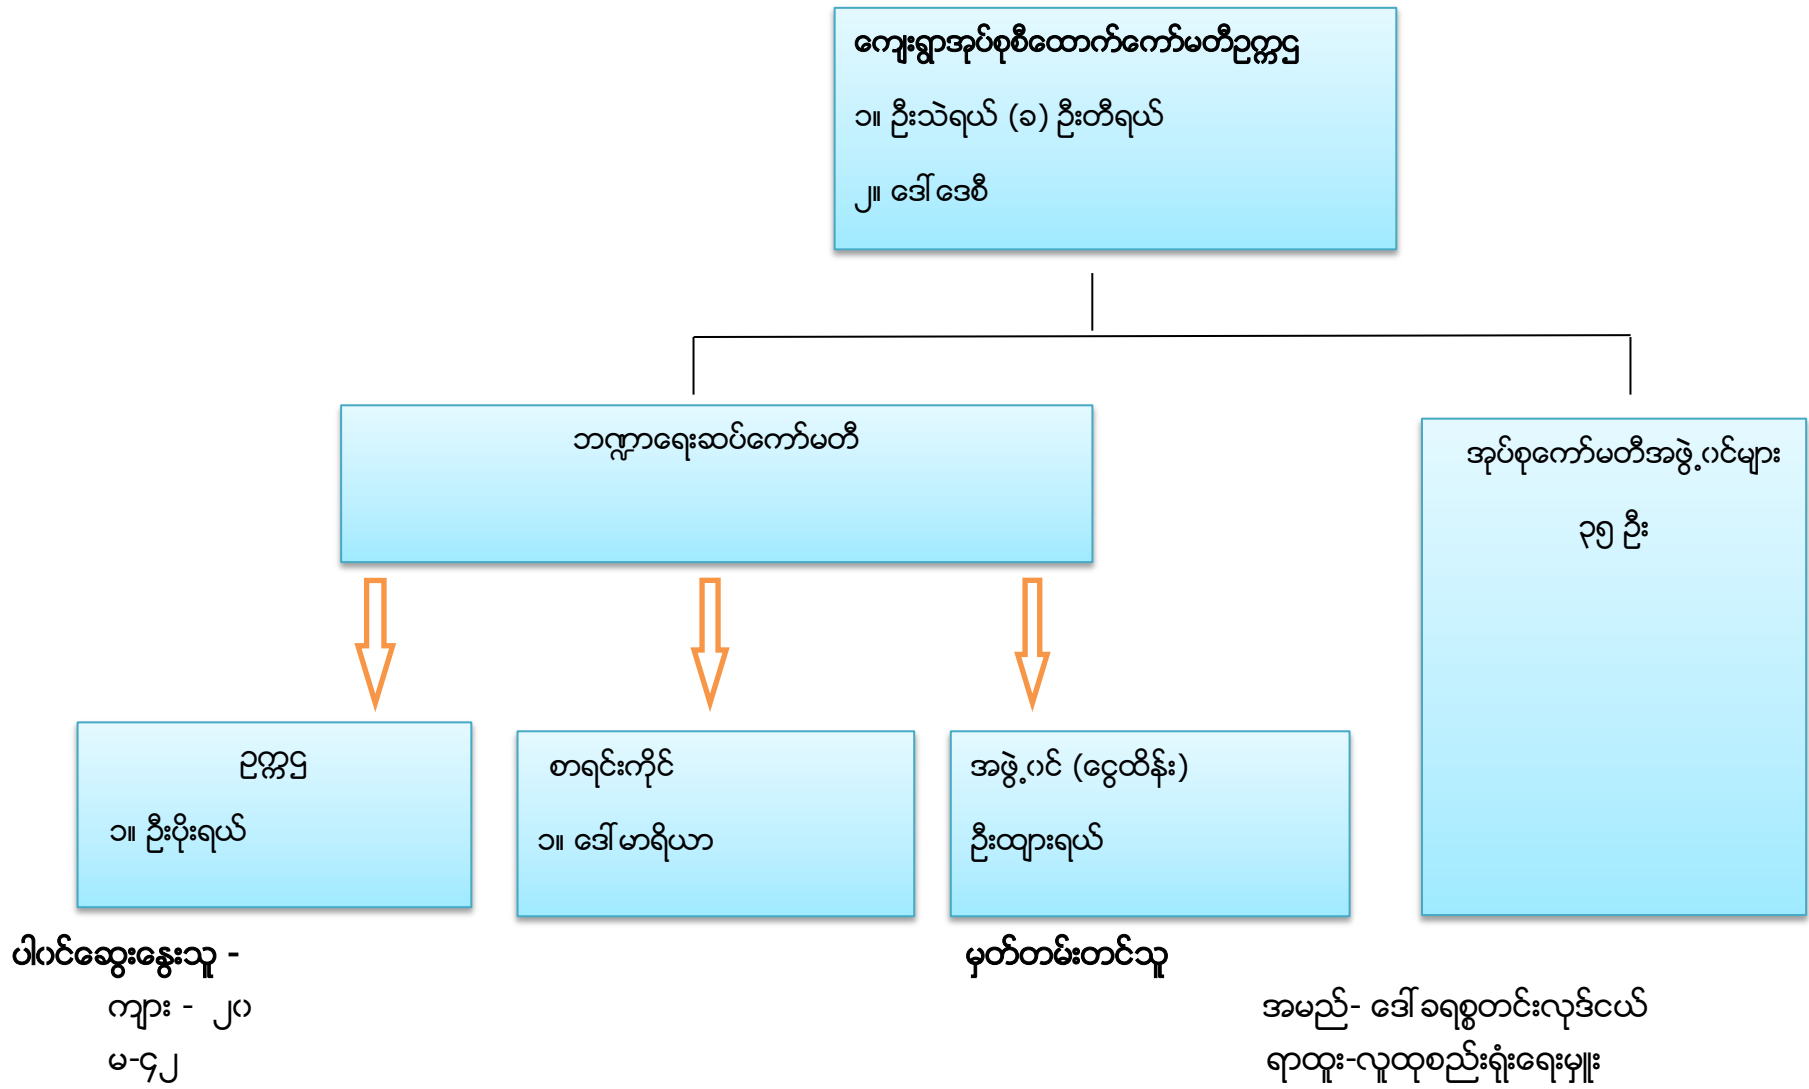 ကျေးရွာအုပ်စုစီထောက်ကော်မတီဥက္ကဌ
၁။ ဦးသဲရယ် (ခ) ဦးတီရယ်
၂။ ဒေါ်ဒေစီ
ဘဏ္ဍာရေးဆပ်ကော်မတီ
အုပ်စုကော်မတီအဖွဲ့ဝင်များ
၃၅ ဦး
ဥက္ကဌ
၁။ ဦးပိုးရယ်
စာရင်းကိုင်
၁။ ဒေါ်မာရိယာ
အဖွဲ့ဝင် (ငွေထိန်း)
ဦးထျားရယ်
ပါဝင်ဆွေးနွေးသူ -
ကျား - ၂၀
မ-၄၂
မှတ်တမ်းတင်သူ
အမည်- ဒေါ်ခရစ္စတင်းလုဒ်ငယ်
ရာထူး-လူထုစည်းရုံးရေးမှူး